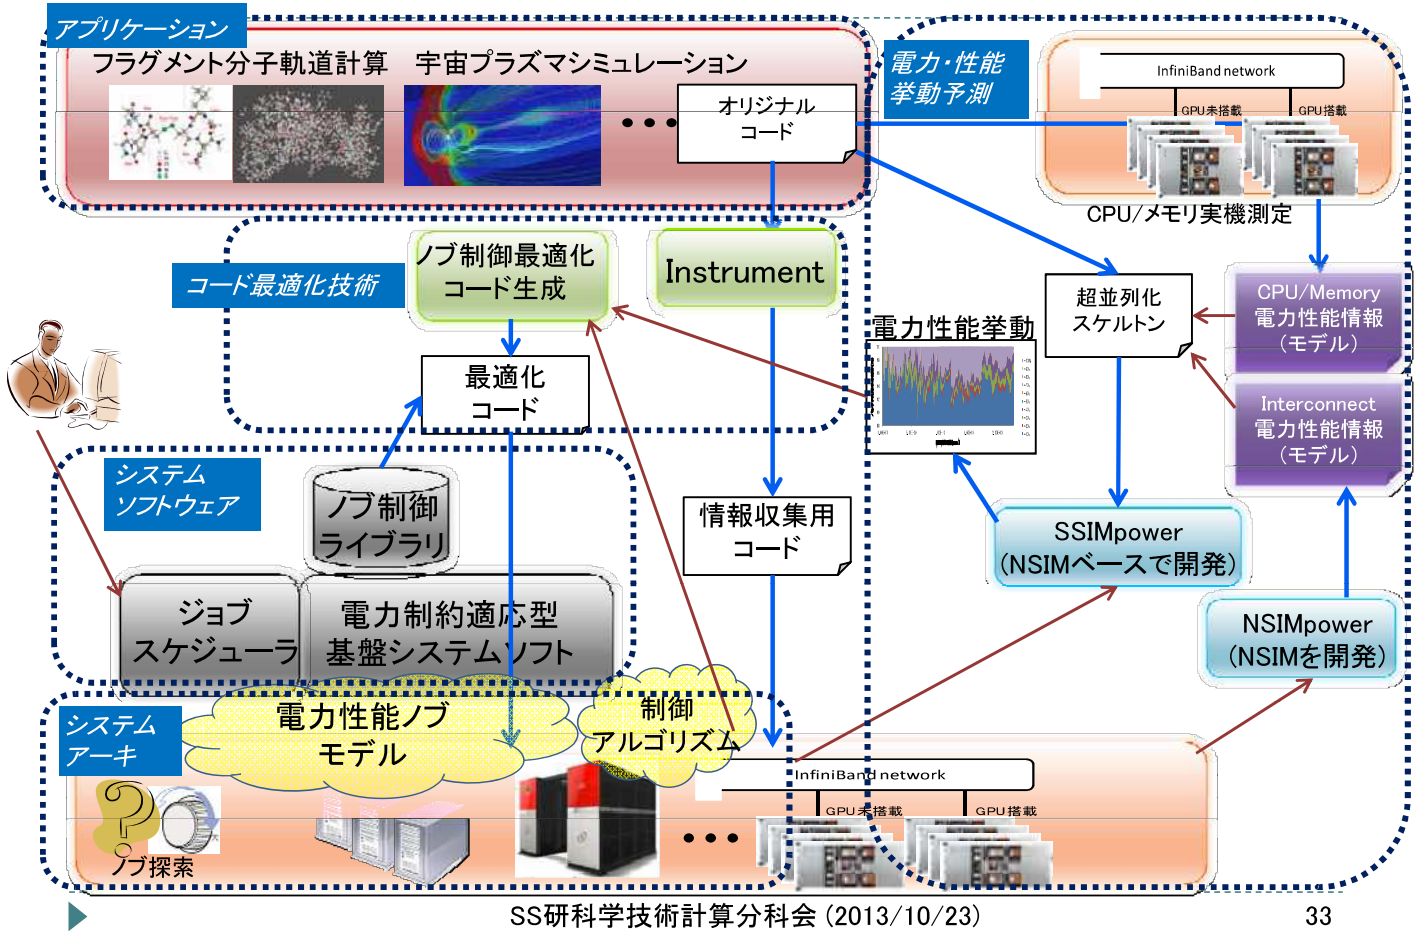 アプリケーション
フラグメント分子軌道計算
宇宙プラズマシミュレーション
オリジナル
コード
電力・性能
挙動予測
InfiniBand network
GPU未搭載
GPU搭載
CPU/メモリ実機測定
コード最適化技術
ノブ制御最適化
コード生成
Instrument
超並列化
スケルトン
CPU/Memory
電力性能情報
(モデル)
電力性能挙動
最適化
コード
Interconnect
電力性能情報
(モデル)
システム
ソフトウェア
ノブ制御
ライブラリ
情報収集用
コード
SSIMpower
(NSIMベースで開発)
ジョブ
スケジューラ
電力制約適応型
基盤システムソフト
NSIMpower
(NSIMを開発)
システム
アーキ
電力性能ノブ
モデル
制御
アルゴリズム
InfiniBand network
GPU未搭載
GPU搭載
ノブ探索
SS研科学技術計算分科会 (2013/10/23)
33